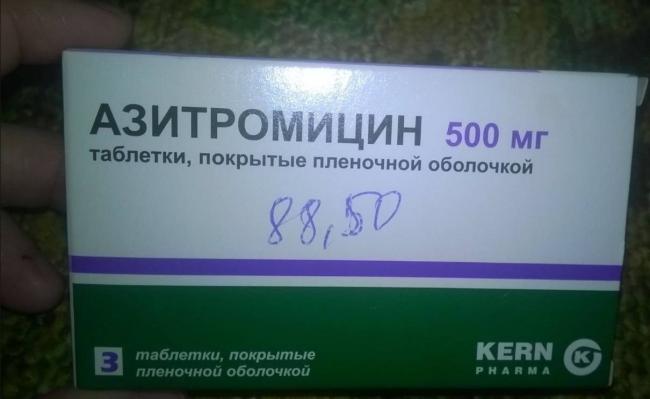 АЗИТРОМИЦИН 500 мг
таблетки, покрытые пленочной оболочкой
88,50
3 таблетки, покрытые
пленочной оболочкой
KERN
PHARMA